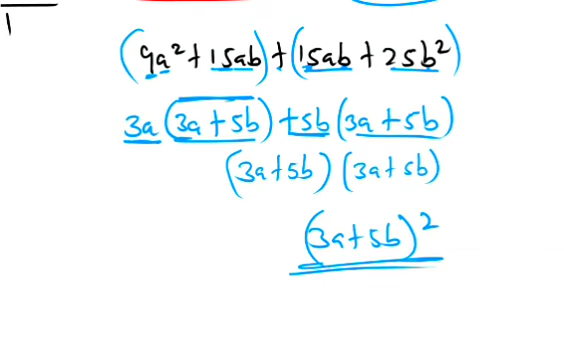 (9a² + 15ab) + (15ab + 25b²)
3a (3a + 5b) + 5b (3a + 5b)
(3a + 5b) (3a + 5b)
(3a + 5b)²